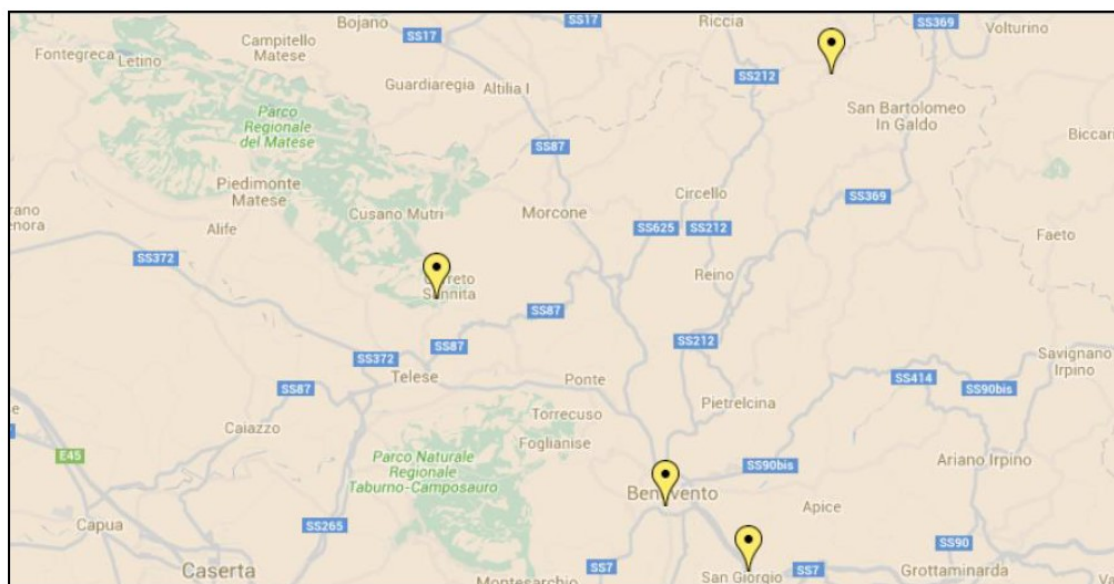 Bojano
SS17
Riccia
SS369
Volturino
SS17
Fontegreca
Letino
Campitello
Matese
SS212
Guardiaregia
Altilia I
San Bartolomeo
In Galdo
Parco
Regionale
del Matese
Biccari
SS87
Piedimonte
Matese
Circello
SS369
Cusano Mutri
Morcone
Alife
SS625
SS212
Faeto
SS372
Reino
Sannita
SS87
SS212
SS87
SS372
Savignano
Irpino
Telese
Ponte
SS414
SS90bis
SS87
Pietrelcina
Torrecuso
Caiazzo
Foglianise
E45
Parco Naturale
Regionale
Taburno-Camposauro
SS90bis
Ariano Irpino
Apice
Capua
SS265
SS90
Caserta
SS7
San Giorgio
SS7
Grottaminarda
Montesarchio